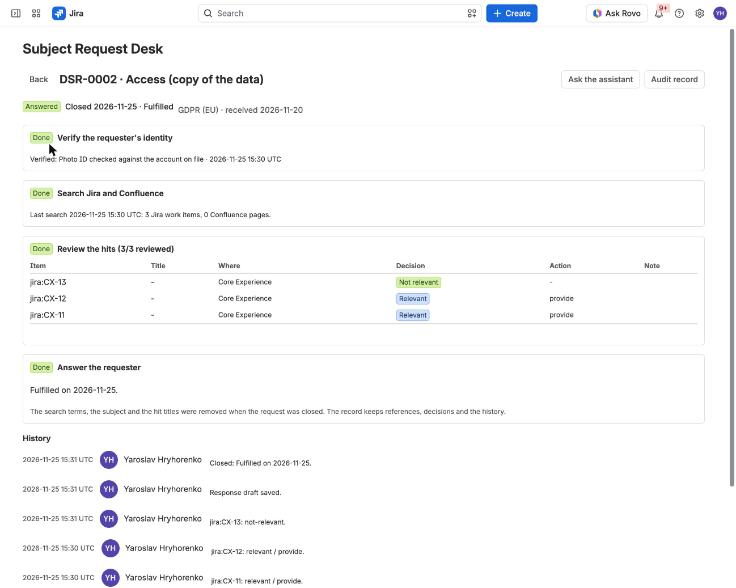 Jira
Search
+ Create
Ask Rovo
9+
YH
Subject Request Desk
Back
DSR-0002 · Access (copy of the data)
Ask the assistant
Audit record
Answered
Closed 2026-11-25 · Fulfilled
GDPR (EU) · received 2026-11-20
Done
Verify the requester's identity
Verified: Photo ID checked against the account on file · 2026-11-25 15:30 UTC
Done
Search Jira and Confluence
Last search 2026-11-25 15:30 UTC: 3 Jira work items, 0 Confluence pages.
Done
Review the hits (3/3 reviewed)
Item Title Where Decision Action Note
jira:CX-13 - Core Experience Not relevant -
jira:CX-12 - Core Experience Relevant provide
jira:CX-11 - Core Experience Relevant provide
Done
Answer the requester
Fulfilled on 2026-11-25.
The search terms, the subject and the hit titles were removed when the request was closed. The record keeps references, decisions and the history.
History
2026-11-25 15:31 UTC YH Yaroslav Hryhorenko Closed: Fulfilled on 2026-11-25.
2026-11-25 15:31 UTC YH Yaroslav Hryhorenko Response draft saved.
2026-11-25 15:31 UTC YH Yaroslav Hryhorenko jira:CX-13: not-relevant.
2026-11-25 15:30 UTC YH Yaroslav Hryhorenko jira:CX-12: relevant / provide.
2026-11-25 15:30 UTC YH Yaroslav Hryhorenko jira:CX-11: relevant / provide.